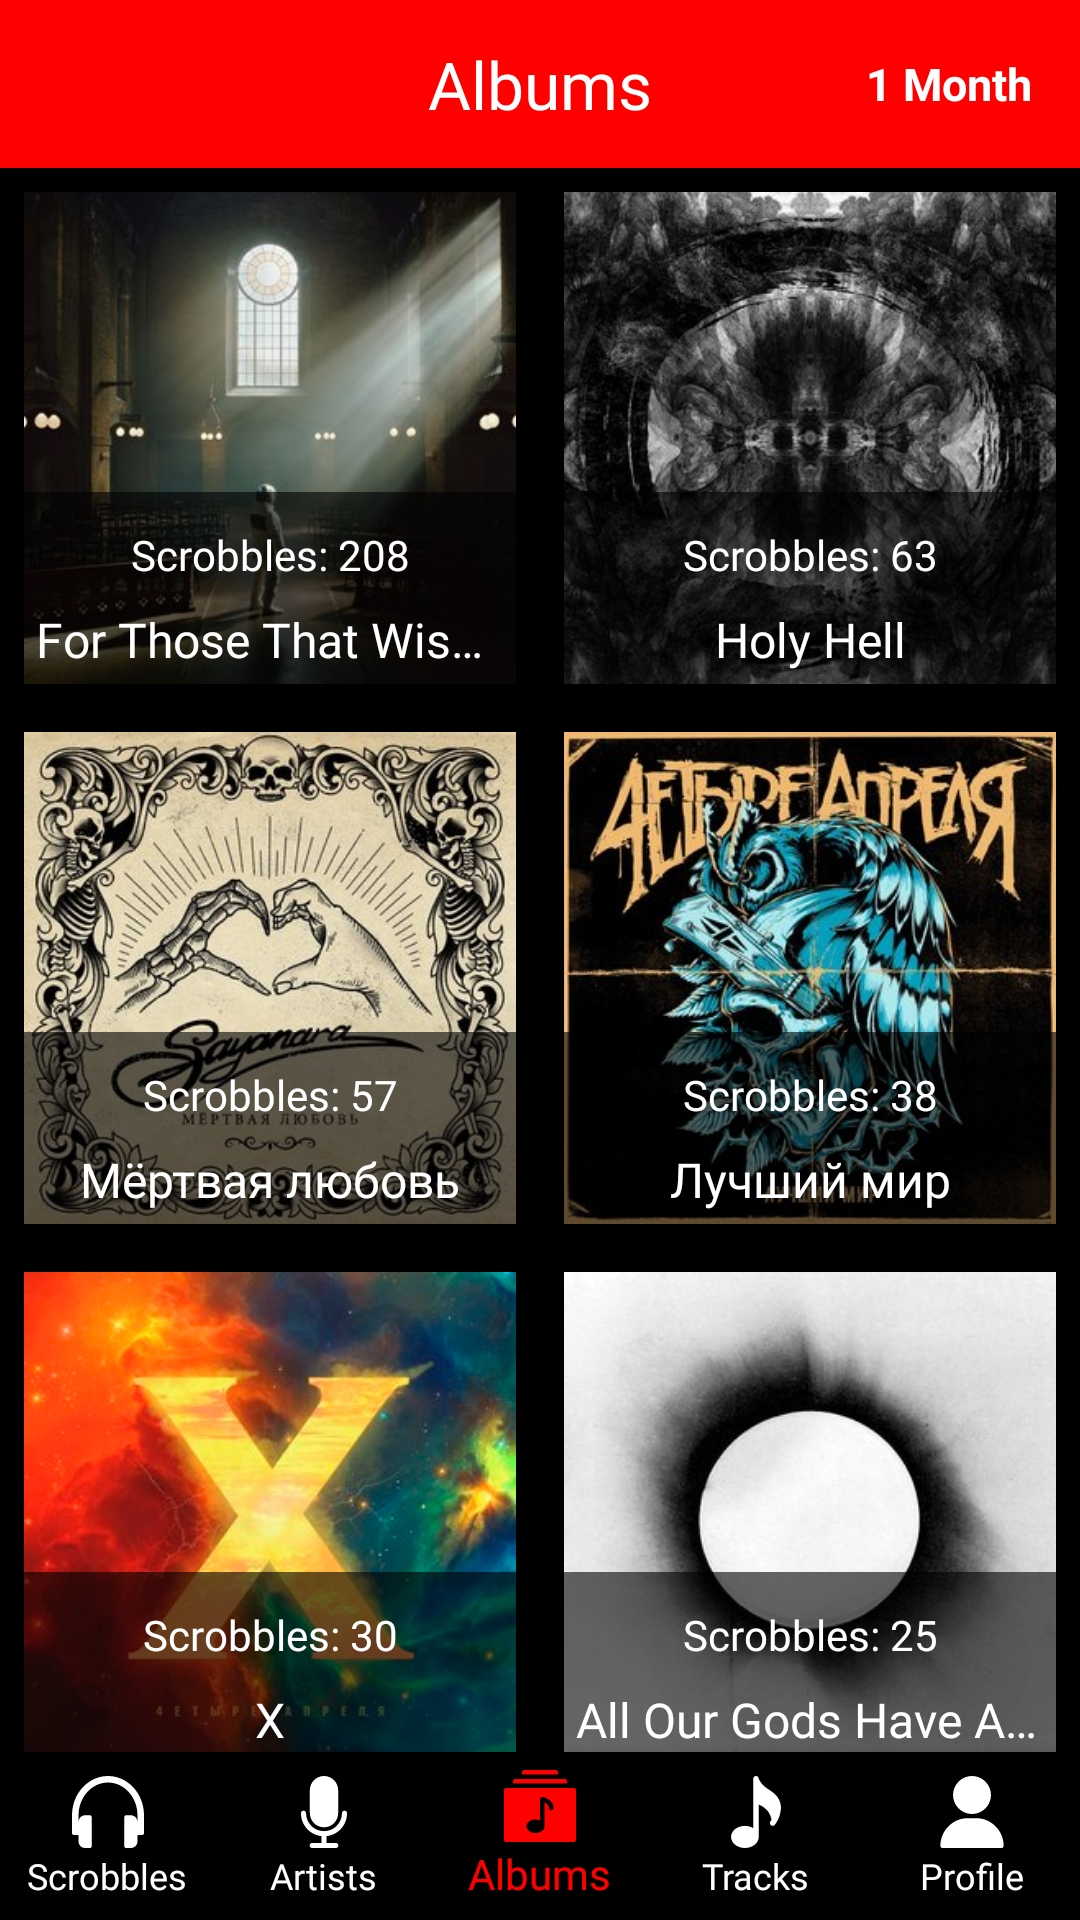 Albums
1 Month
Scrobbles: 208
For Those That Wis...
Scrobbles: 63
Holy Hell
Sayonara
Scrobbles: 57
МЁРТВАЯ ЛЮБОВЬ
Мёртвая любовь
4ЕТЫРЕ АПРЕЛЯ
Scrobbles: 38
Лучший мир
X
Scrobbles: 30
4ЕТЫРЕ АПРЕЛЯ
X
Scrobbles: 25
All Our Gods Have A...
Scrobbles
Artists
Albums
Tracks
Profile